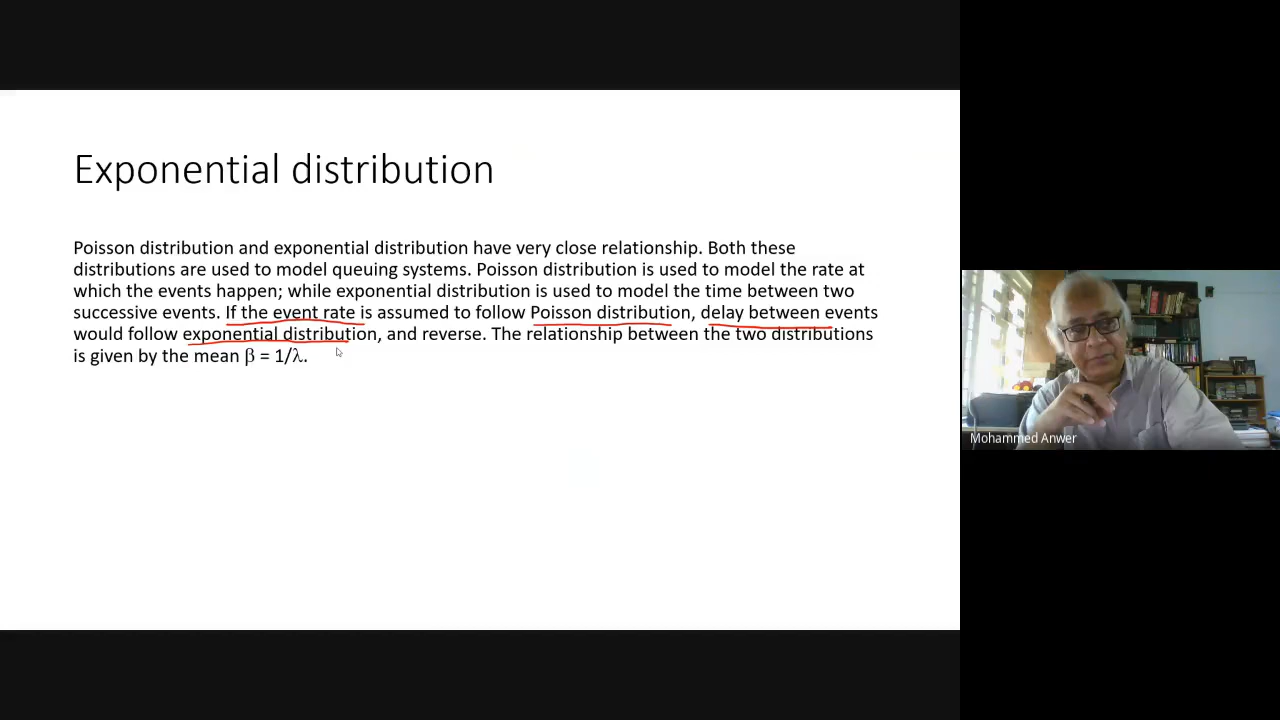 Exponential distribution
Poisson distribution and exponential distribution have very close relationship. Both these
distributions are used to model queuing systems. Poisson distribution is used to model the rate at
which the events happen; while exponential distribution is used to model the time between two
successive events. If the event rate is assumed to follow Poisson distribution, delay between events
would follow exponential distribution, and reverse. The relationship between the two distributions
is given by the mean β = 1/λ.
Mohammed Anwer